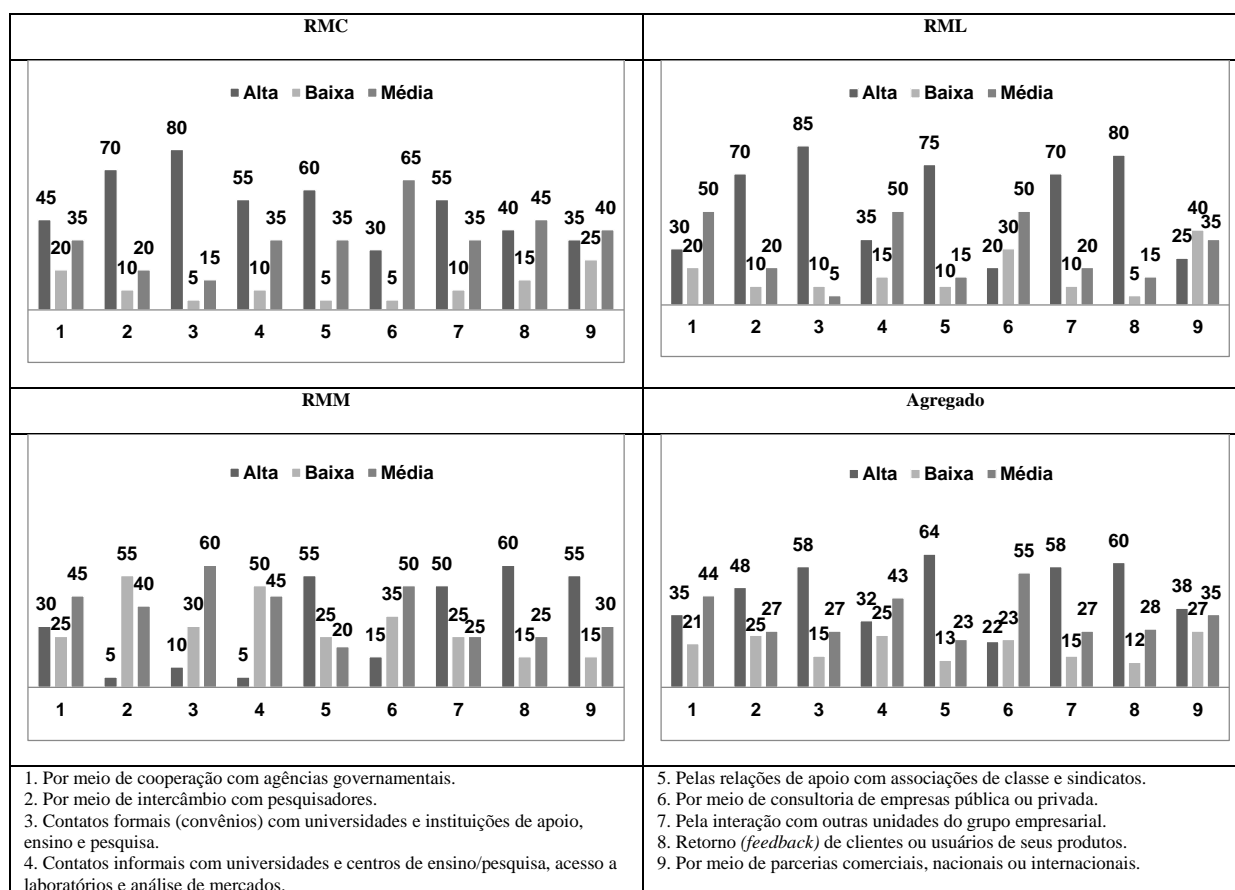 RMC
RML
Alta Baixa Média
45 20 35 70 10 20 80 5 15 55 10 35 60 5 35 30 5 65 55 10 35 40 15 45 35 25 40
1 2 3 4 5 6 7 8 9
Alta Baixa Média
30 20 50 70 10 20 85 10 5 35 15 50 75 10 15 20 30 50 70 10 20 80 5 15 25 40 35
1 2 3 4 5 6 7 8 9
RMM
Agregado
Alta Baixa Média
30 25 45 5 55 40 10 30 60 5 50 45 55 25 20 15 35 50 50 25 25 60 15 25 55 15 30
1 2 3 4 5 6 7 8 9
Alta Baixa Média
35 21 44 48 25 27 58 15 27 32 25 43 64 13 23 22 23 55 58 15 27 60 12 28 38 27 35
1 2 3 4 5 6 7 8 9
1. Por meio de cooperação com agências governamentais.
2. Por meio de intercâmbio com pesquisadores.
3. Contatos formais (convênios) com universidades e instituições de apoio,
ensino e pesquisa.
4. Contatos informais com universidades e centros de ensino/pesquisa, acesso a
laboratórios e análise de mercados.
5. Pelas relações de apoio com associações de classe e sindicatos.
6. Por meio de consultoria de empresas pública ou privada.
7. Pela interação com outras unidades do grupo empresarial.
8. Retorno (feedback) de clientes ou usuários de seus produtos.
9. Por meio de parcerias comerciais, nacionais ou internacionais.